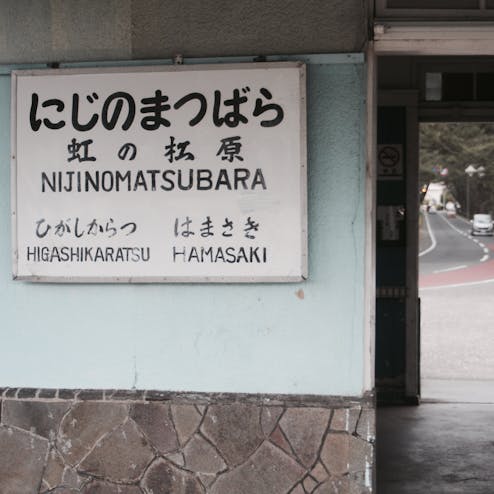 にじのまつばら
虹の松原
NIJINOMATSUBARA
ひがしからつ はまさき
HIGASHIKARATSU HAMASAKI